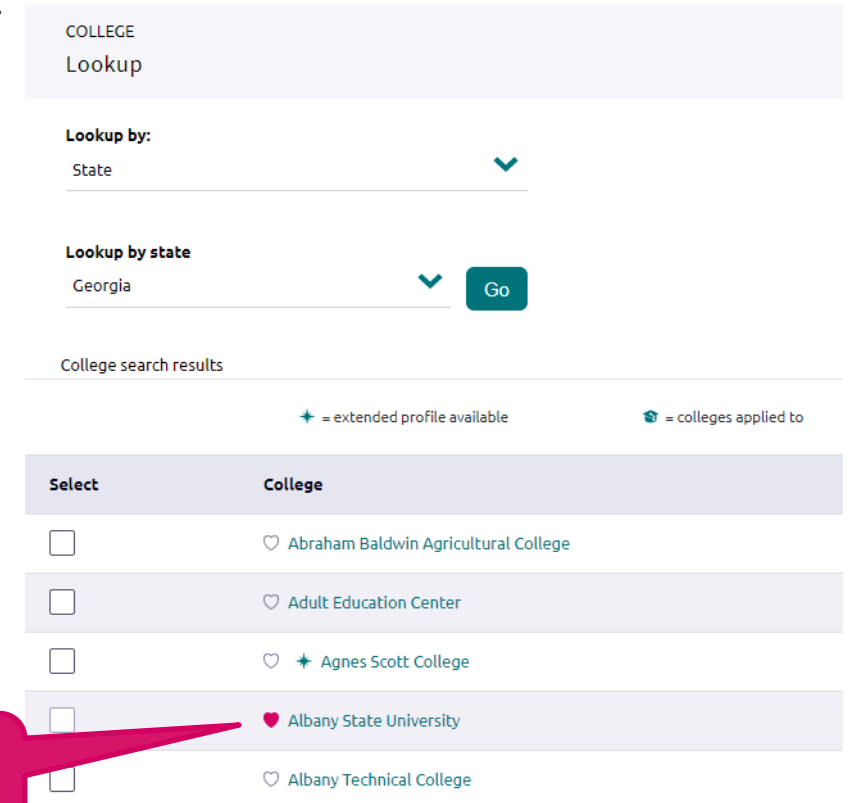 COLLEGE
Lookup
Lookup by:
State
Lookup by state
Georgia
Go
College search results
= extended profile available = colleges applied to
Select College
Abraham Baldwin Agricultural College
Adult Education Center
Agnes Scott College
Albany State University
Albany Technical College